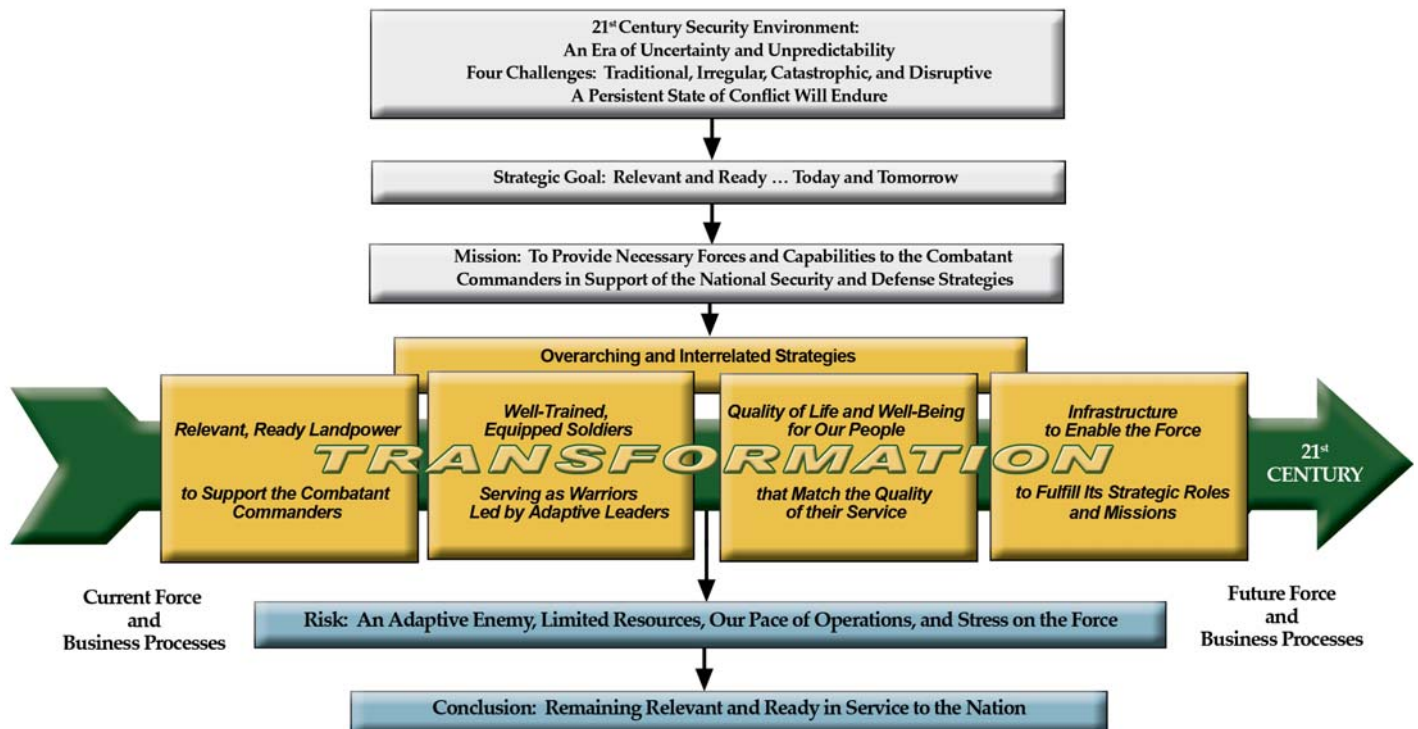 21st Century Security Environment:
An Era of Uncertainty and Unpredictability
Four Challenges: Traditional, Irregular, Catastrophic, and Disruptive
A Persistent State of Conflict Will Endure
Strategic Goal: Relevant and Ready … Today and Tomorrow
Mission: To Provide Necessary Forces and Capabilities to the Combatant
Commanders in Support of the National Security and Defense Strategies
Overarching and Interrelated Strategies
Relevant, Ready Landpower
to Support the Combatant
Commanders
Well-Trained,
Equipped Soldiers
Serving as Warriors
Led by Adaptive Leaders
Quality of Life and Well-Being
for Our People
that Match the Quality
of their Service
Infrastructure
to Enable the Force
to Fulfill Its Strategic Roles
and Missions
TRANSFORMATION
21st
CENTURY
Current Force
and
Business Processes
Future Force
and
Business Processes
Risk: An Adaptive Enemy, Limited Resources, Our Pace of Operations, and Stress on the Force
Conclusion: Remaining Relevant and Ready in Service to the Nation